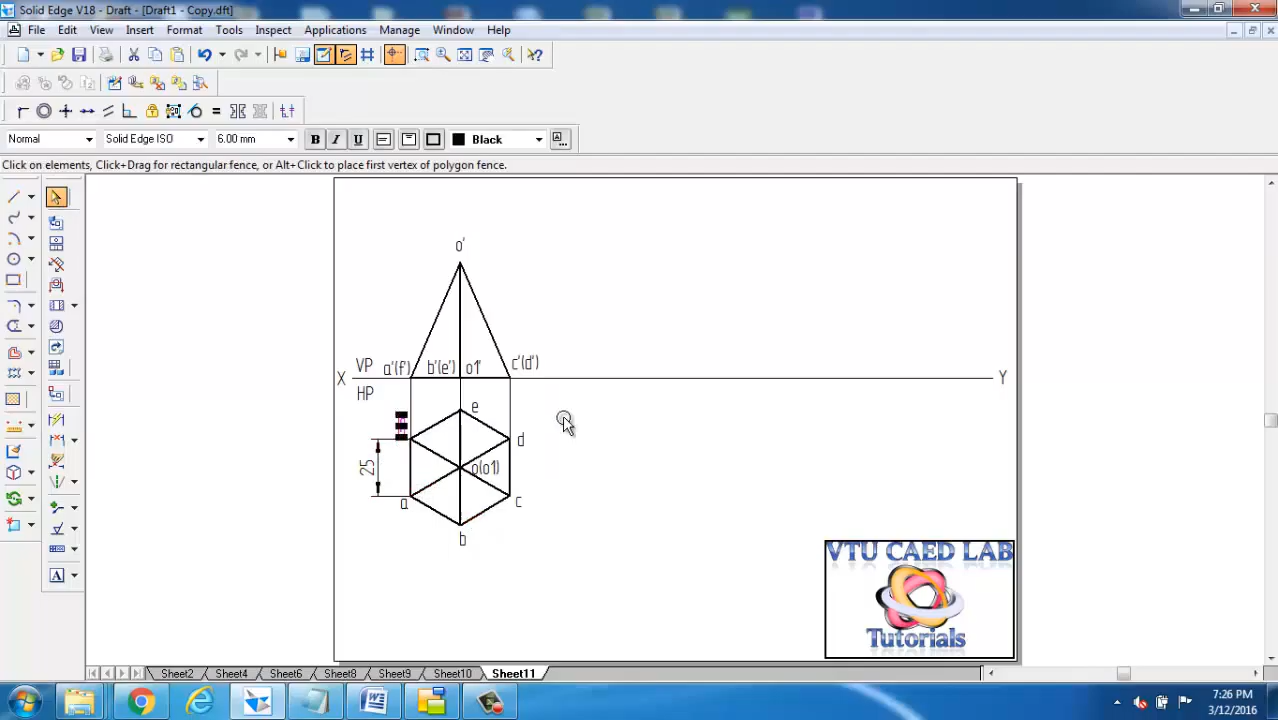 Solid Edge V18 - Draft - [Draft1 - Copy.dft]
File Edit View Insert Format Tools Inspect Applications Manage Window Help
Normal Solid Edge ISO 6.00 mm B I U Black A
Click on elements, Click+Drag for rectangular fence, or Alt+Click to place first vertex of polygon fence.
o'
VP a'(f') b'(e') o1' c'(d')
X Y
HP
e
d
25 o(o1)
a c
b
A
VTU CAED LAB
Tutorials
Sheet2 Sheet4 Sheet6 Sheet8 Sheet9 Sheet10 Sheet11
7:26 PM
3/12/2016